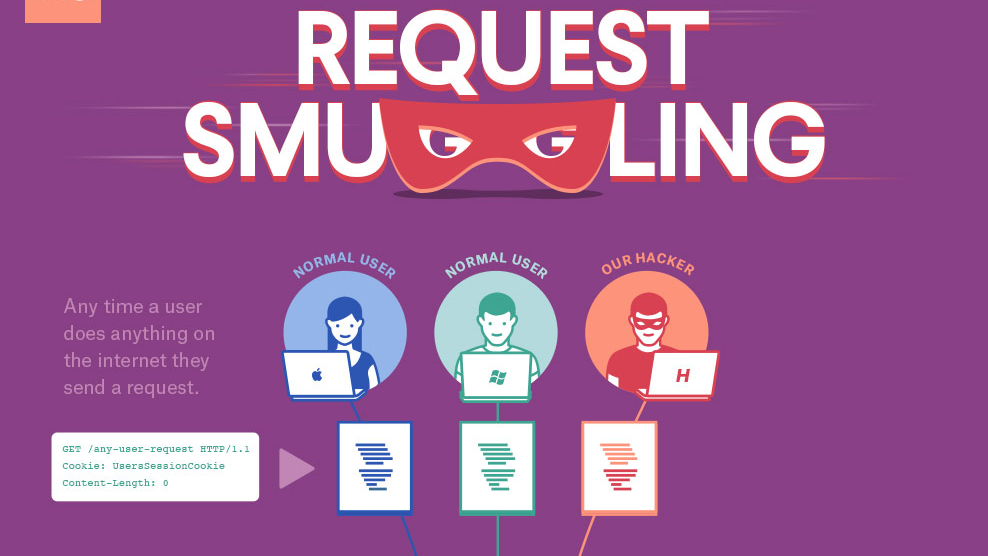 REQUEST
SMUGGLING
NORMAL USER
NORMAL USER
OUR HACKER
Any time a user
does anything on
the internet they
send a request.
H
GET /any-user-request HTTP/1.1
Cookie: UsersSessionCookie
Content-Length: 0